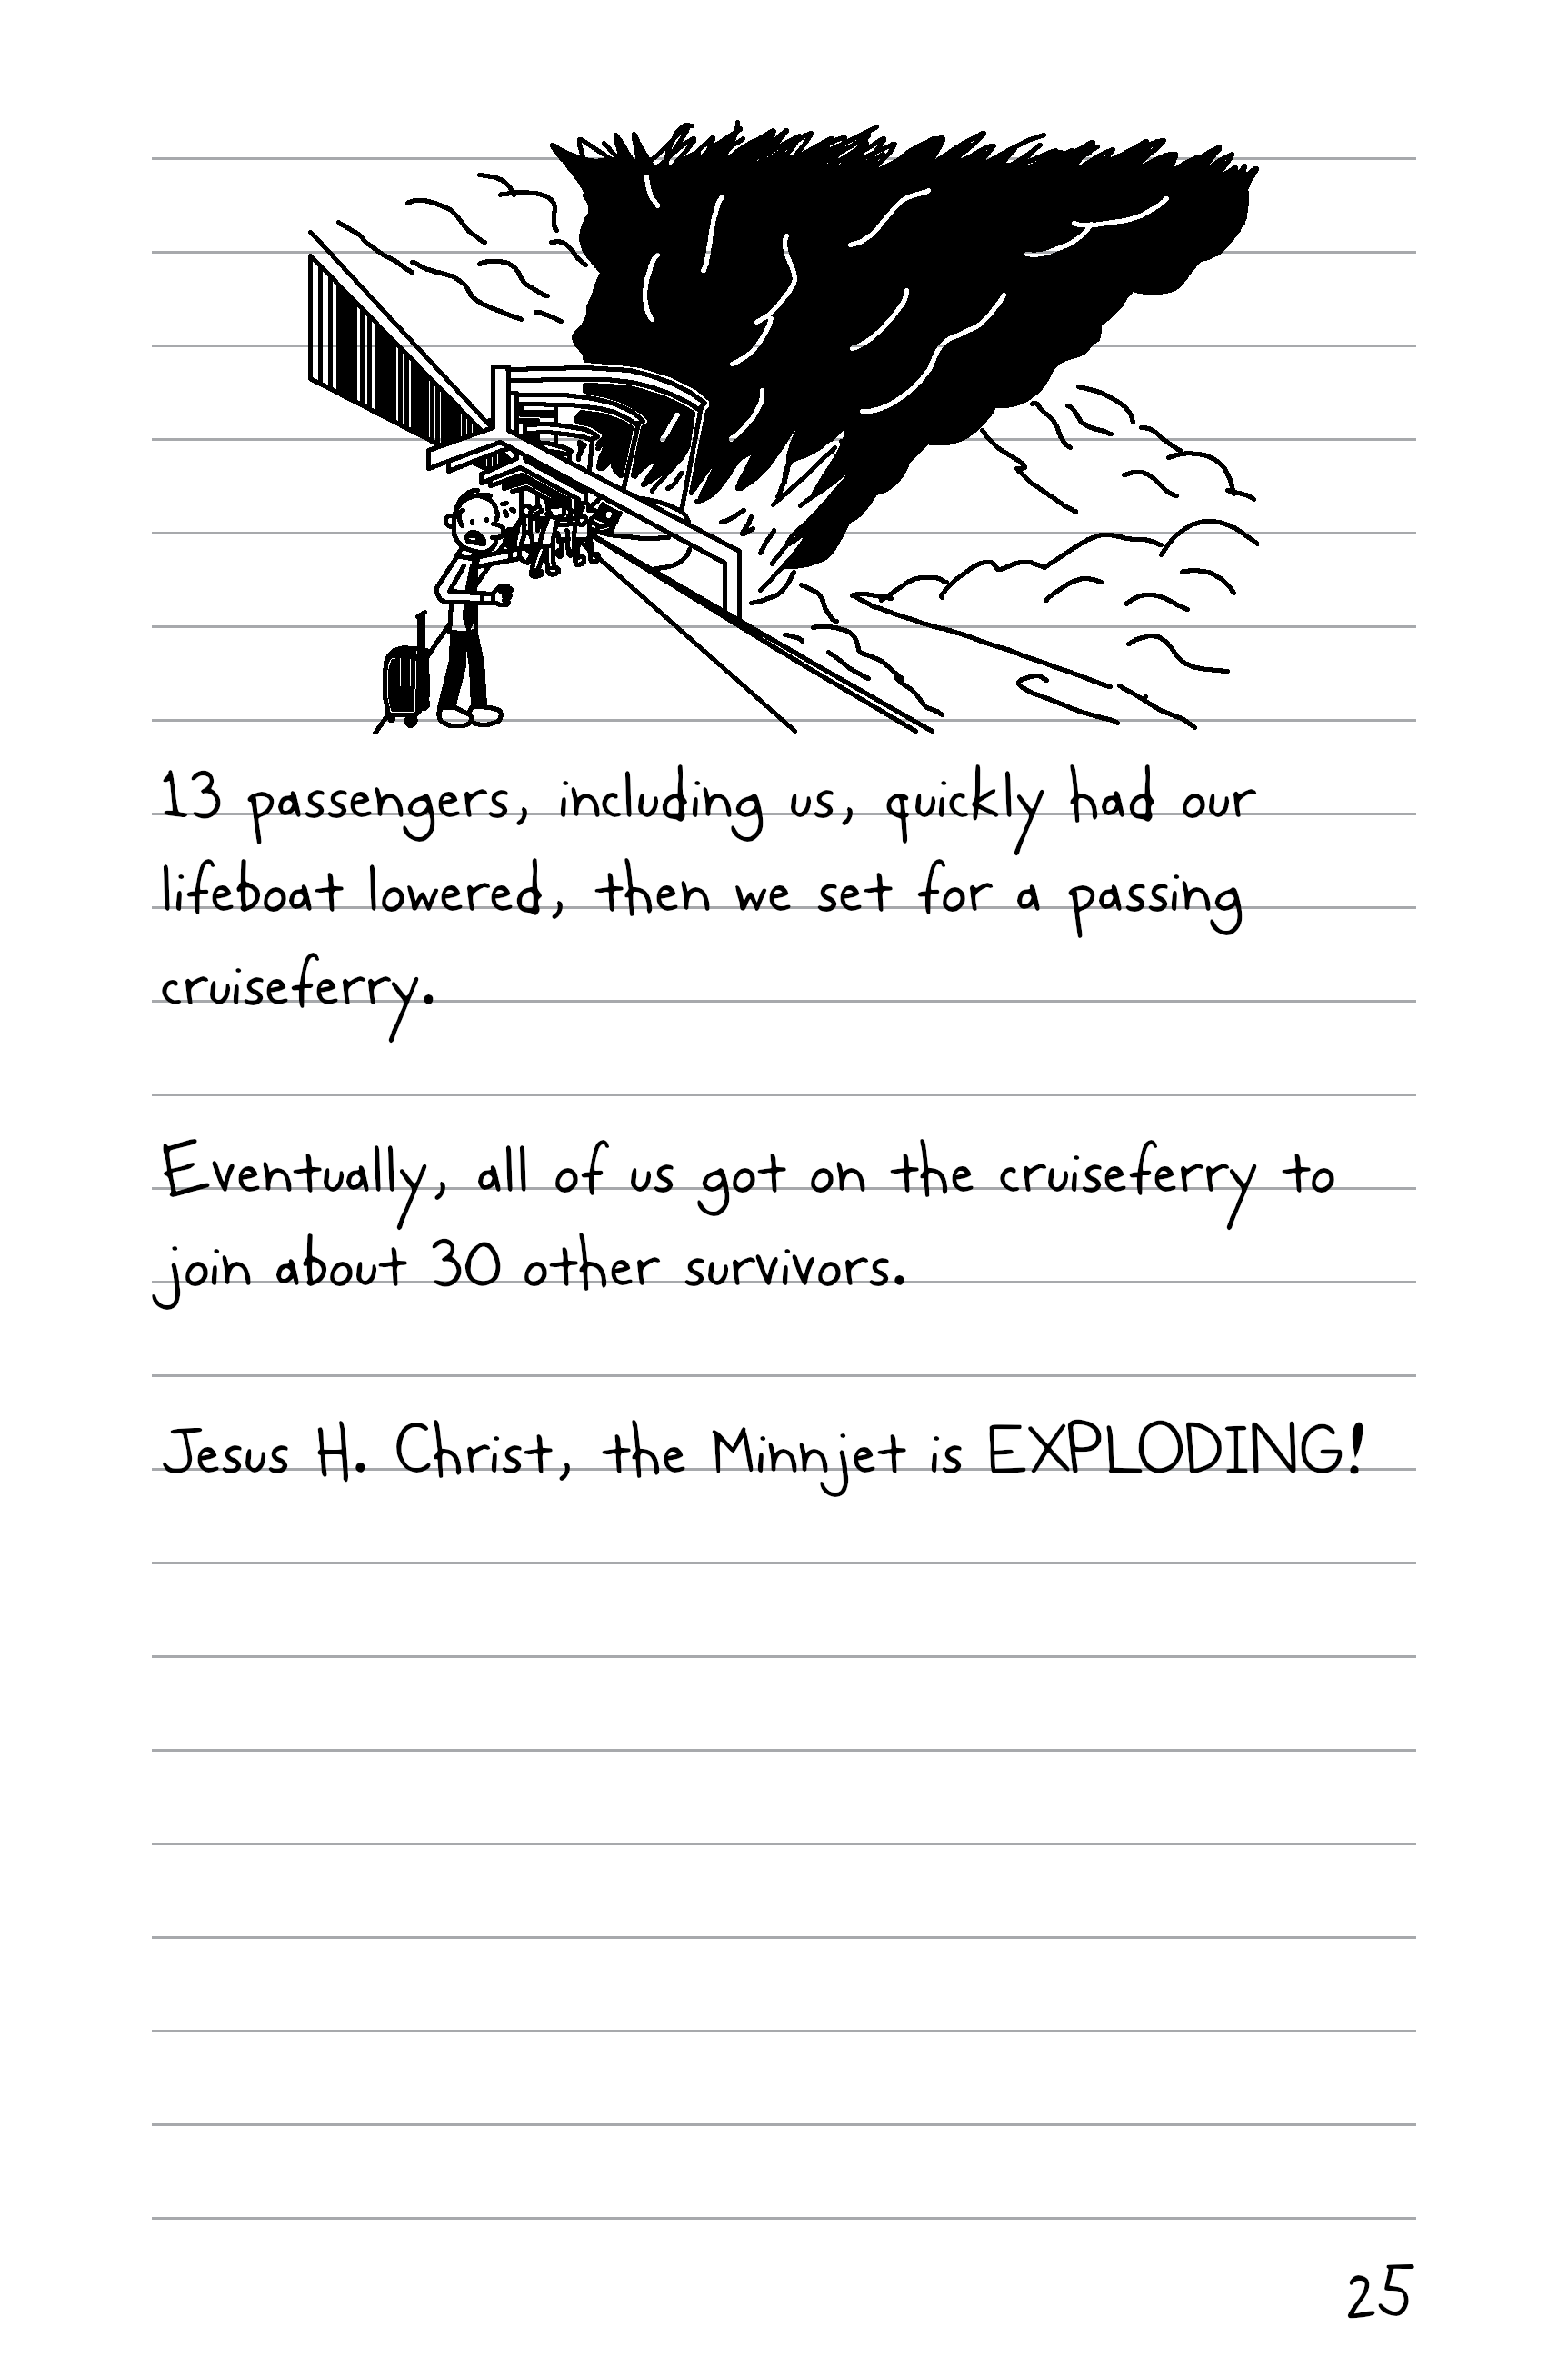 13 passengers, including us, quickly had our
lifeboat lowered, then we set for a passing
cruiseferry.
Eventually, all of us got on the cruiseferry to
join about 30 other survivors.
Jesus H. Christ, the Minnjet is EXPLODING!
25